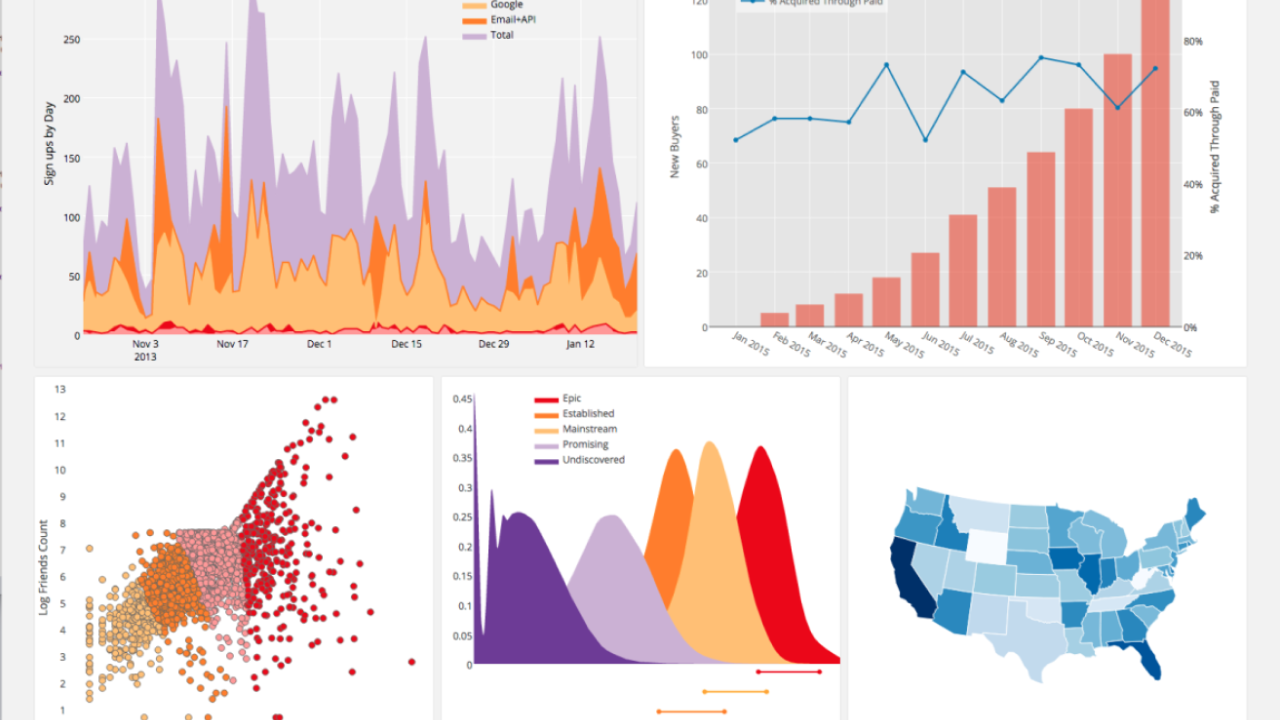 Google
Email+API
Total
250
200
150
100
50
0
Sign ups by Day
Nov 3
2013
Nov 17
Dec 1
Dec 15
Dec 29
Jan 12
% Acquired Through Paid
120
100
80
60
40
20
0
New Buyers
80%
60%
40%
20%
0%
% Acquired Through Paid
Jan 2015
Feb 2015
Mar 2015
Apr 2015
May 2015
Jun 2015
Jul 2015
Aug 2015
Sep 2015
Oct 2015
Nov 2015
Dec 2015
13
12
11
10
9
8
7
6
5
4
3
2
1
Log Friends Count
0.45
0.4
0.35
0.3
0.25
0.2
0.15
0.1
0.05
0
Epic
Established
Mainstream
Promising
Undiscovered